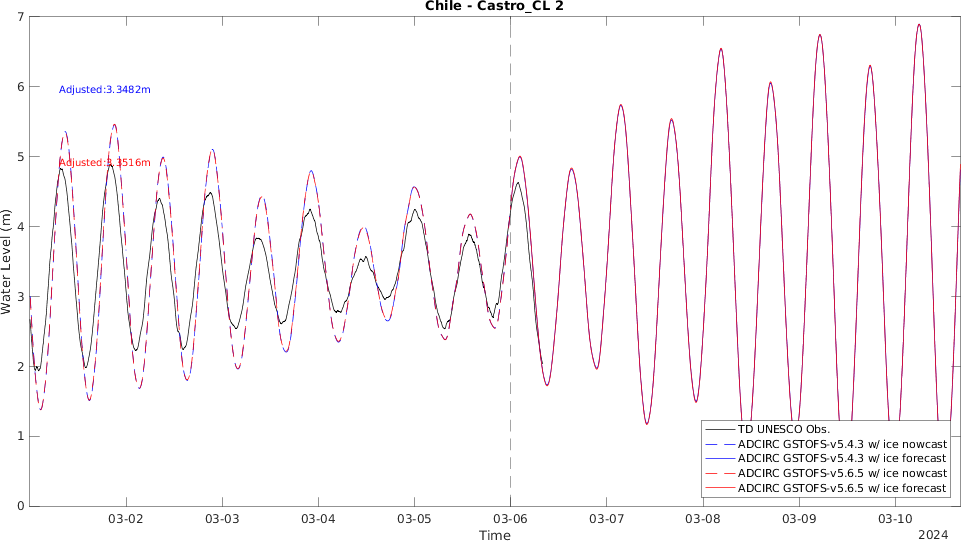 Chile - Castro_CL 2
7
6
5
4
3
2
1
0
Water Level (m)
Adjusted:3.3482m
Adjusted:3.3516m
TD UNESCO Obs.
ADCIRC GSTOFS-v5.4.3 w/ ice nowcast
ADCIRC GSTOFS-v5.4.3 w/ ice forecast
ADCIRC GSTOFS-v5.6.5 w/ ice nowcast
ADCIRC GSTOFS-v5.6.5 w/ ice forecast
03-02 03-03 03-04 03-05 03-06 03-07 03-08 03-09 03-10
Time
2024